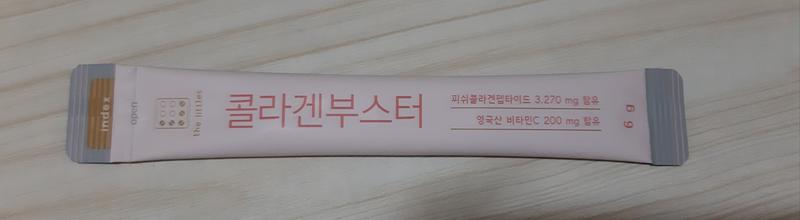 index
open
the littles
콜라겐부스터
피쉬콜라겐펩타이드 3,270 mg 함유
영국산 비타민C 200 mg 함유
6 g